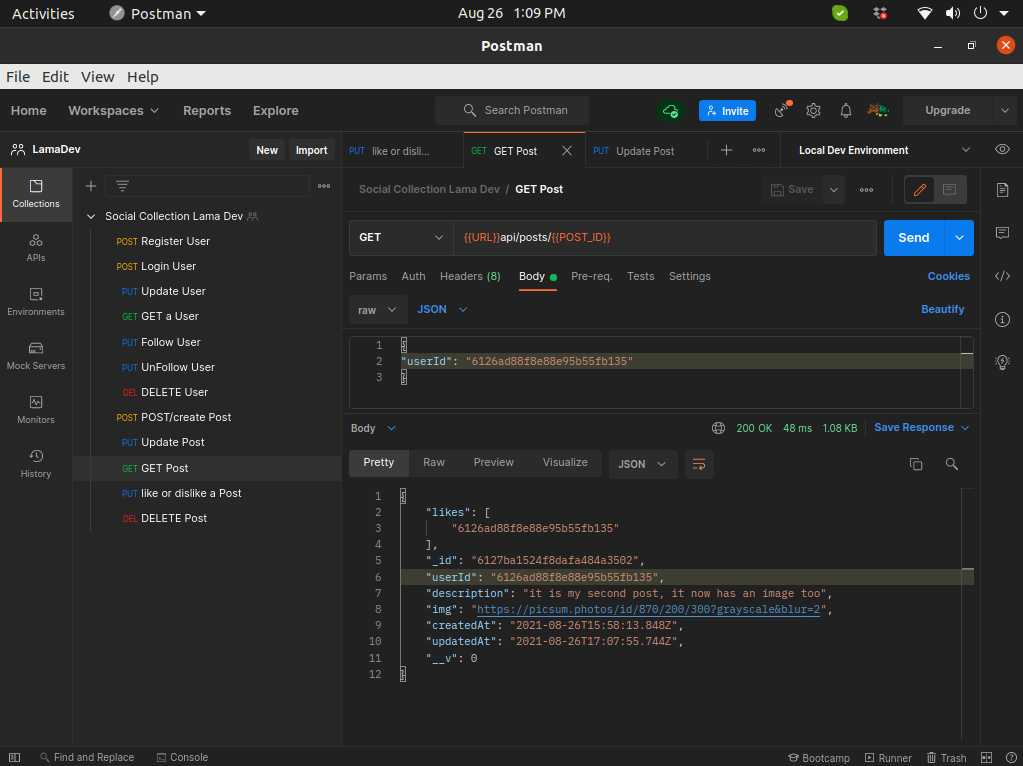 Activities Postman Aug 26 1:09 PM
Postman
File Edit View Help
Home Workspaces Reports Explore Search Postman Invite Upgrade
LamaDev New Import
PUT like or disli... GET GET Post PUT Update Post Local Dev Environment
Collections
APIs
Environments
Mock Servers
Monitors
History
Social Collection Lama Dev
POST Register User
POST Login User
PUT Update User
GET GET a User
PUT Follow User
PUT UnFollow User
DEL DELETE User
POST POST/create Post
PUT Update Post
GET GET Post
PUT like or dislike a Post
DEL DELETE Post
Social Collection Lama Dev / GET Post Save
GET {{URL}}api/posts/{{POST_ID}} Send
Params Auth Headers (8) Body Pre-req. Tests Settings Cookies
raw JSON Beautify
1 {
2 "userId": "6126ad88f8e88e95b55fb135"
3 }
Body 200 OK 48 ms 1.08 KB Save Response
Pretty Raw Preview Visualize JSON
1 {
2 "likes": [
3 "6126ad88f8e88e95b55fb135"
4 ],
5 "_id": "6127ba1524f8dafa484a3502",
6 "userId": "6126ad88f8e88e95b55fb135",
7 "description": "it is my second post, it now has an image too",
8 "img": "https://picsum.photos/id/870/200/300?grayscale&blur=2",
9 "createdAt": "2021-08-26T15:58:13.848Z",
10 "updatedAt": "2021-08-26T17:07:55.744Z",
11 "__v": 0
12 }
Find and Replace Console Bootcamp Runner Trash